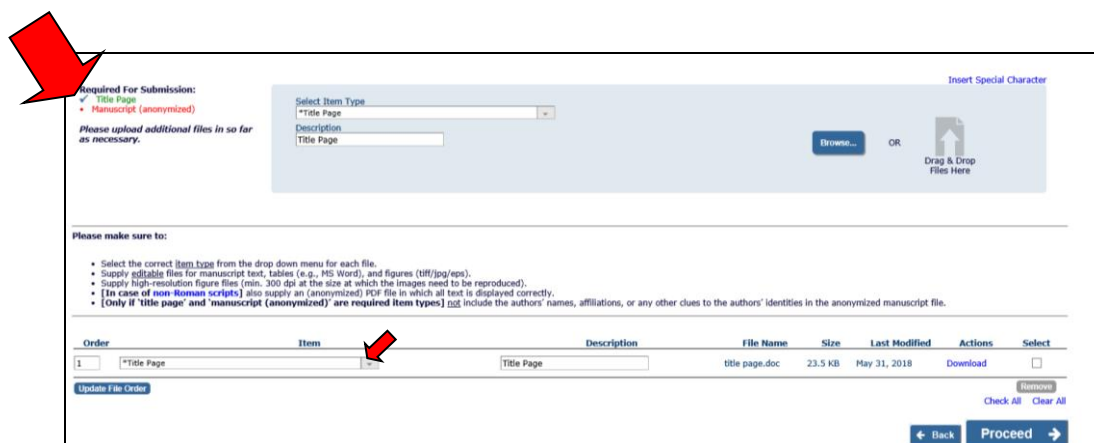 Insert Special Character
Required For Submission:
✓ Title Page
• Manuscript (anonymized)
Please upload additional files in so far
as necessary.
Select Item Type
*Title Page
Description
Title Page
Browse...
OR
Drag & Drop
Files Here
Please make sure to:
• Select the correct item type from the drop down menu for each file.
• Supply editable files for manuscript text, tables (e.g., MS Word), and figures (tiff/jpg/eps).
• Supply high-resolution figure files (min. 300 dpi at the size at which the images need to be reproduced).
• [In case of non-Roman scripts] also supply an (anonymized) PDF file in which all text is displayed correctly.
• [Only if 'title page' and 'manuscript (anonymized)' are required item types] not include the authors' names, affiliations, or any other clues to the authors' identities in the anonymized manuscript file.
Order Item Description File Name Size Last Modified Actions Select
1 *Title Page Title Page title page.doc 23.5 KB May 31, 2018 Download
Update File Order Remove
Check All Clear All
Back Proceed